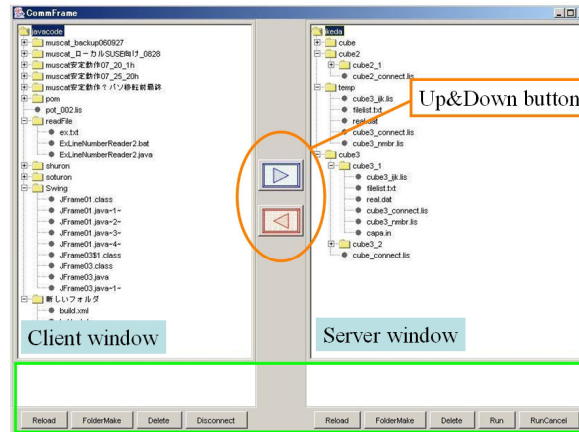 CommFrame
javacode
muscat_backup060927
muscat_ローカルSUSE向け_0828
muscat安定動作07_20_1h
muscat安定動作07_25_20h
muscat安定動作?パソ移転前最終
pom
pot_002.lis
readFile
ex.txt
ExLineNumberReader2.bat
ExLineNumberReader2.java
shuron
soturon
Swing
JFrame01.class
JFrame01.java~1~
JFrame01.java~2~
JFrame01.java~3~
JFrame01.java~4~
JFrame03$1.class
JFrame03.class
JFrame03.java
JFrame03.java~1~
新しいフォルダ
build.xml
Client window
Reload FolderMake Delete Disconnect
ikeda
cube
cube2
cube2_1
cube2_connect.lis
temp
cube3_ijk.lis
filelist.txt
real.dat
cube3_connect.lis
cube3_nmbr.lis
cube3
cube3_1
cube3_ijk.lis
filelist.txt
real.dat
cube3_connect.lis
cube3_nmbr.lis
capa.in
cube3_2
cube_connect.lis
Up&Down button
Server window
Reload FolderMake Delete Run RunCancel